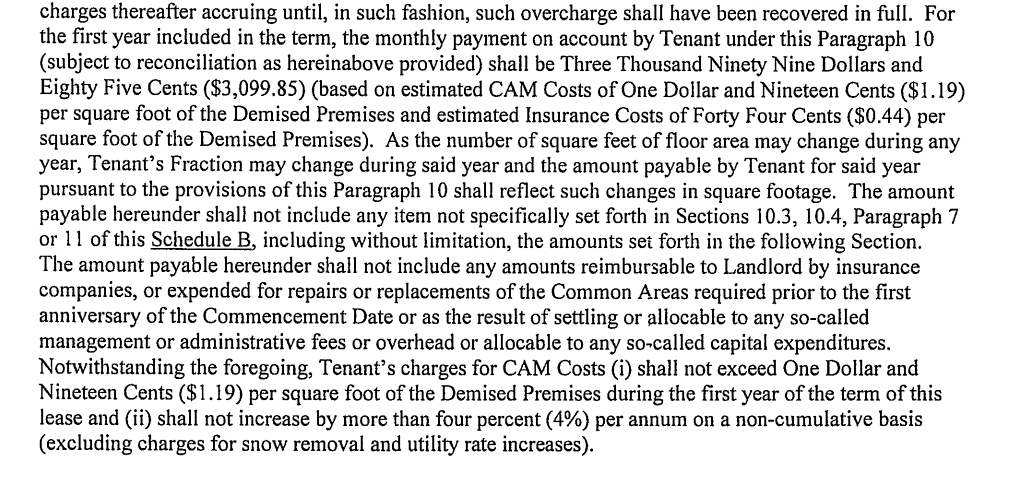 charges thereafter accruing until, in such fashion, such overcharge shall have been recovered in full.  For
the first year included in the term, the monthly payment on account by Tenant under this Paragraph 10
(subject to reconciliation as hereinabove provided) shall be Three Thousand Ninety Nine Dollars and
Eighty Five Cents ($3,099.85) (based on estimated CAM Costs of One Dollar and Nineteen Cents ($1.19)
per square foot of the Demised Premises and estimated Insurance Costs of Forty Four Cents ($0.44) per
square foot of the Demised Premises).  As the number of square feet of floor area may change during any
year, Tenant's Fraction may change during said year and the amount payable by Tenant for said year
pursuant to the provisions of this Paragraph 10 shall reflect such changes in square footage.  The amount
payable hereunder shall not include any item not specifically set forth in Sections 10.3, 10.4, Paragraph 7
or 11 of this Schedule B, including without limitation, the amounts set forth in the following Section.
The amount payable hereunder shall not include any amounts reimbursable to Landlord by insurance
companies, or expended for repairs or replacements of the Common Areas required prior to the first
anniversary of the Commencement Date or as the result of settling or allocable to any so-called
management or administrative fees or overhead or allocable to any so-called capital expenditures.
Notwithstanding the foregoing, Tenant's charges for CAM Costs (i) shall not exceed One Dollar and
Nineteen Cents ($1.19) per square foot of the Demised Premises during the first year of the term of this
lease and (ii) shall not increase by more than four percent (4%) per annum on a non-cumulative basis
(excluding charges for snow removal and utility rate increases).